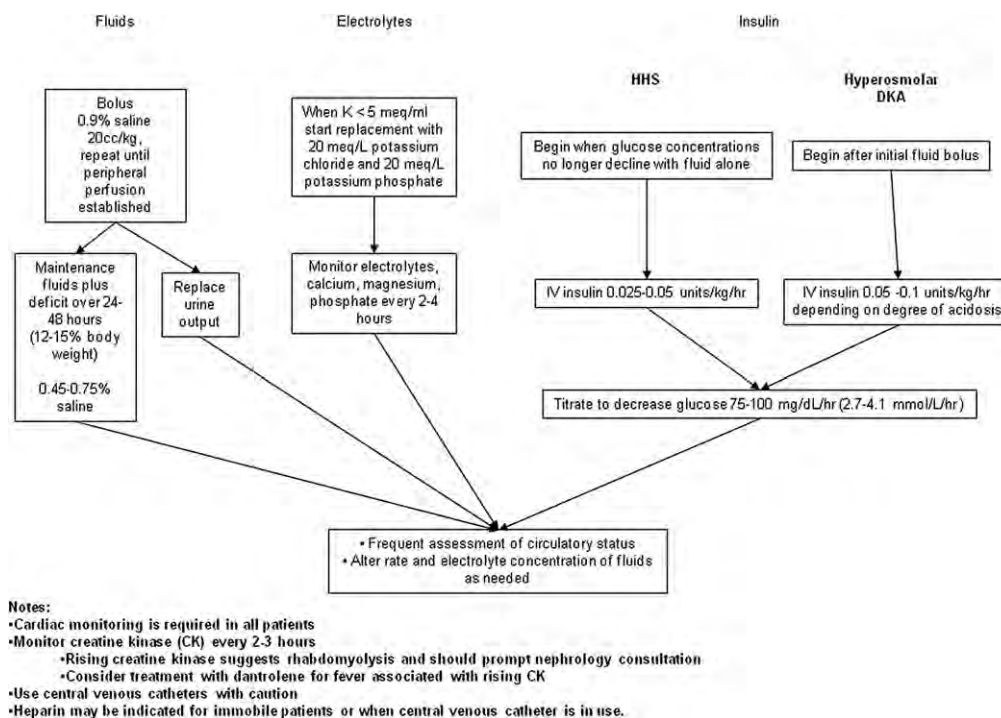 Fluids
Electrolytes
Insulin
Bolus
0.9% saline
20cc/kg,
repeat until
peripheral
perfusion
established
Maintenance
fluids plus
deficit over 24-
48 hours
(12-15% body
weight)
0.45-0.75%
saline
Replace
urine
output
When K < 5 meq/ml
start replacement with
20 meq/L potassium
chloride and 20 meq/L
potassium phosphate
Monitor electrolytes,
calcium, magnesium,
phosphate every 2-4
hours
HHS
Begin when glucose concentrations
no longer decline with fluid alone
IV insulin 0.025-0.05 units/kg/hr
Hyperosmolar
DKA
Begin after initial fluid bolus
IV insulin 0.05 -0.1 units/kg/hr
depending on degree of acidosis
Titrate to decrease glucose 75-100 mg/dL/hr (2.7-4.1 mmol/L/hr)
• Frequent assessment of circulatory status
• Alter rate and electrolyte concentration of fluids
as needed
Notes:
•Cardiac monitoring is required in all patients
•Monitor creatine kinase (CK) every 2-3 hours
•Rising creatine kinase suggests rhabdomyolysis and should prompt nephrology consultation
•Consider treatment with dantrolene for fever associated with rising CK
•Use central venous catheters with caution
•Heparin may be indicated for immobile patients or when central venous catheter is in use.